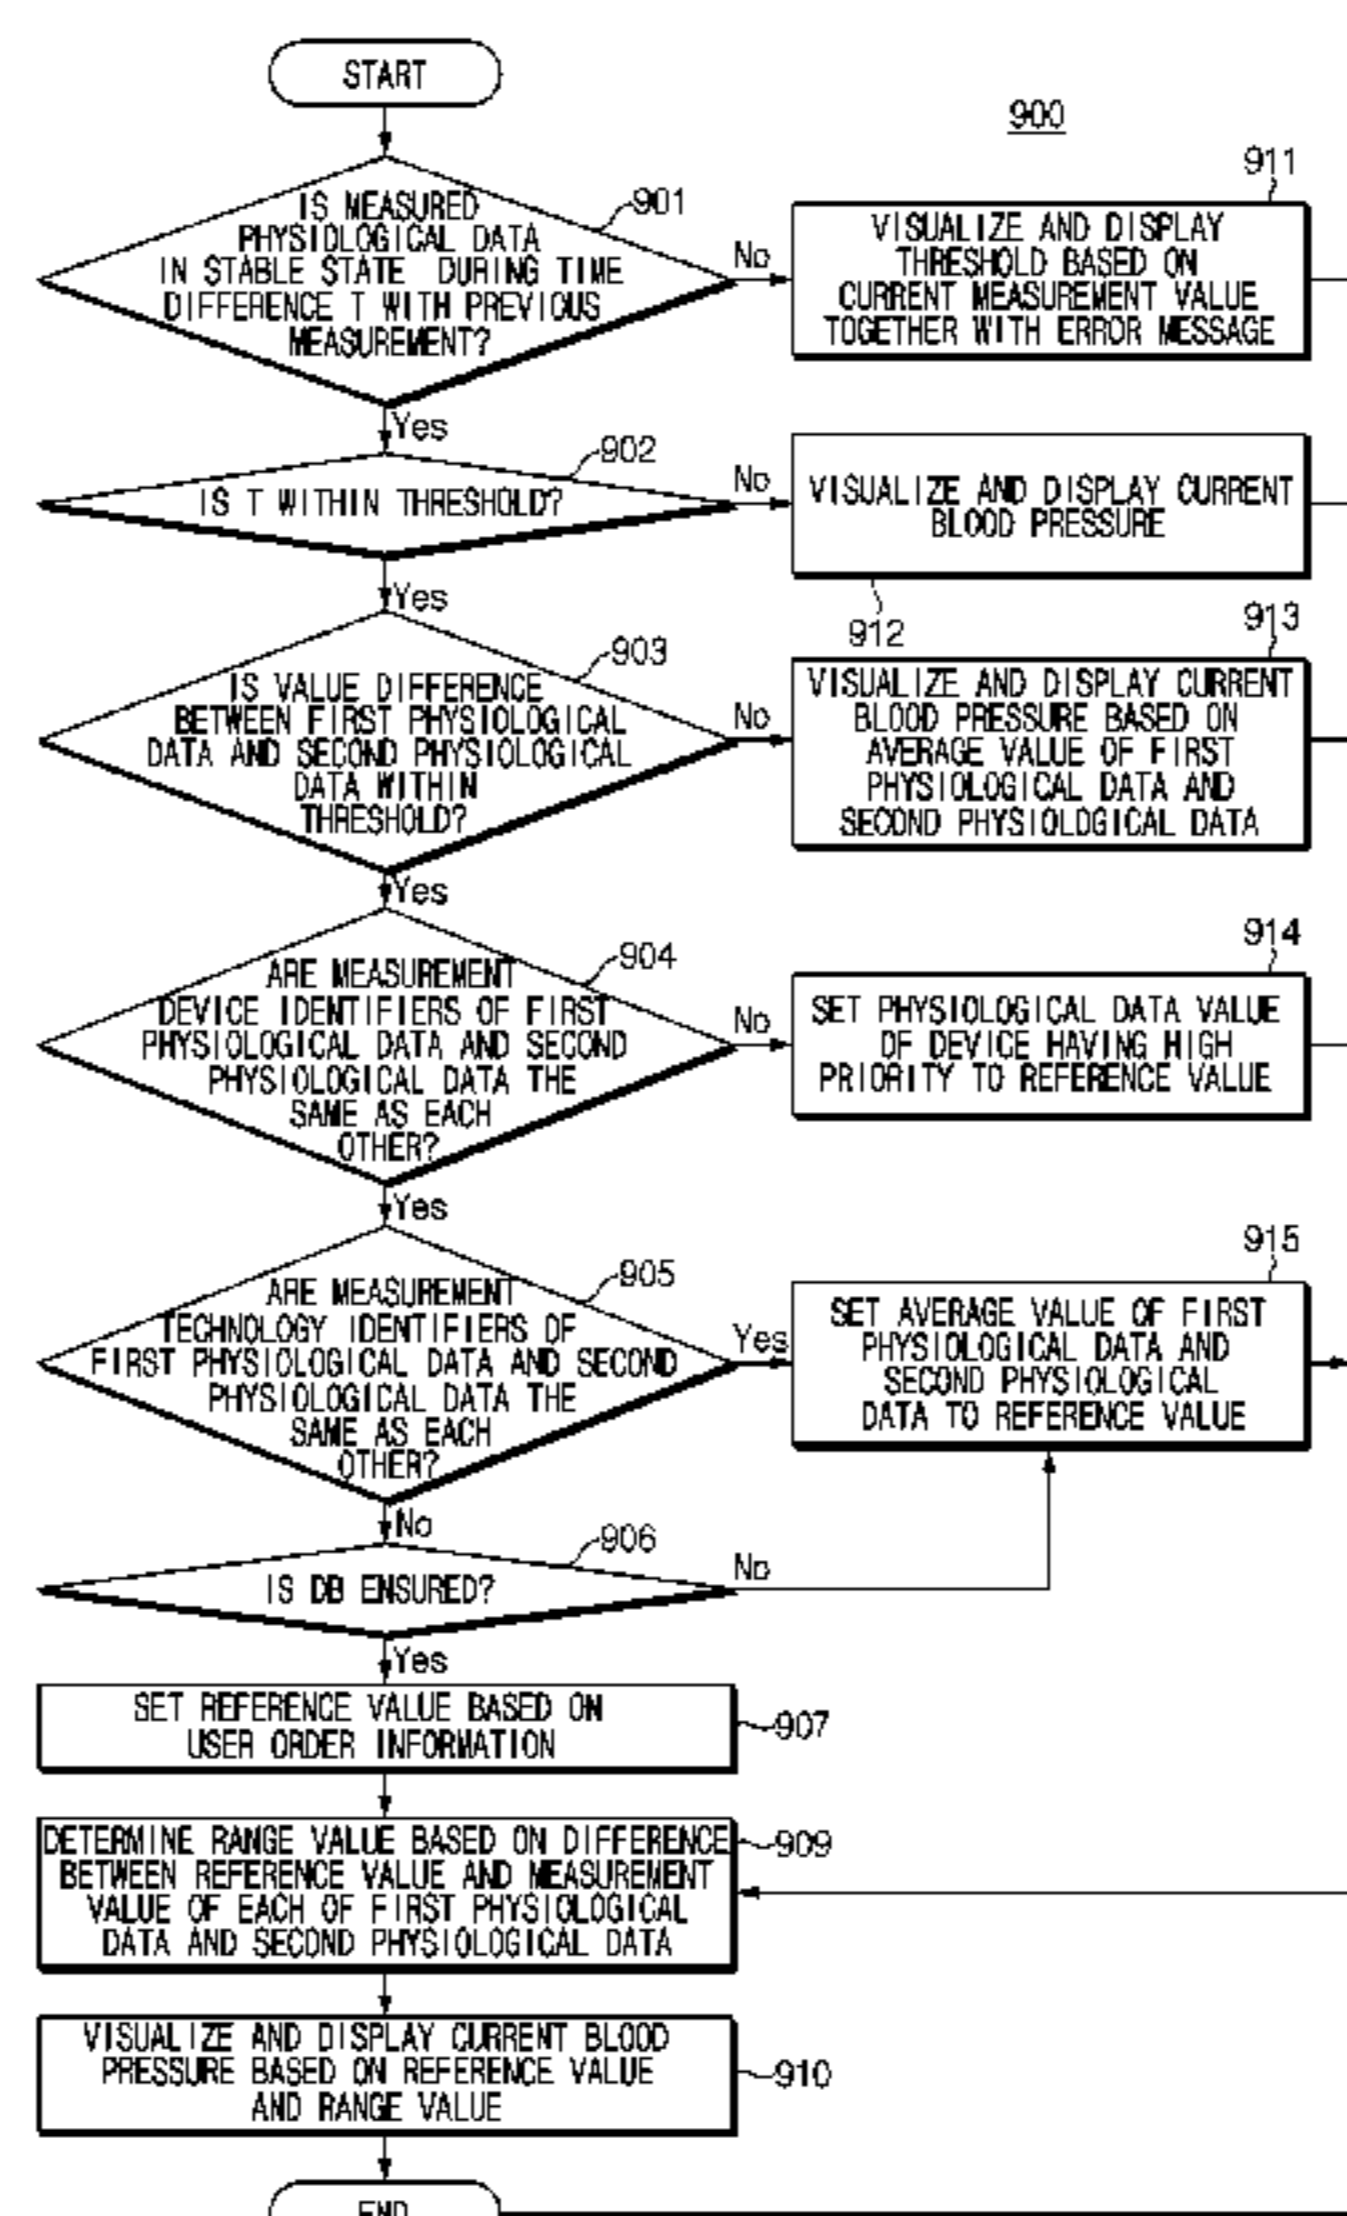 START
900
IS MEASURED
PHYSIOLOGICAL DATA
IN STABLE STATE DURING TIME
DIFFERENCE T WITH PREVIOUS
MEASUREMENT?
901
No
911
VISUALIZE AND DISPLAY
THRESHOLD BASED ON
CURRENT MEASUREMENT VALUE
TOGETHER WITH ERROR MESSAGE
Yes
902
IS T WITHIN THRESHOLD?
No
VISUALIZE AND DISPLAY CURRENT
BLOOD PRESSURE
912
Yes
903
IS VALUE DIFFERENCE
BETWEEN FIRST PHYSIOLOGICAL
DATA AND SECOND PHYSIOLOGICAL
DATA WITHIN
THRESHOLD?
No
913
VISUALIZE AND DISPLAY CURRENT
BLOOD PRESSURE BASED ON
AVERAGE VALUE OF FIRST
PHYSIOLOGICAL DATA AND
SECOND PHYSIOLOGICAL DATA
Yes
904
ARE MEASUREMENT
DEVICE IDENTIFIERS OF FIRST
PHYSIOLOGICAL DATA AND SECOND
PHYSIOLOGICAL DATA THE
SAME AS EACH
OTHER?
No
914
SET PHYSIOLOGICAL DATA VALUE
OF DEVICE HAVING HIGH
PRIORITY TO REFERENCE VALUE
Yes
905
ARE MEASUREMENT
TECHNOLOGY IDENTIFIERS OF
FIRST PHYSIOLOGICAL DATA AND SECOND
PHYSIOLOGICAL DATA THE
SAME AS EACH
OTHER?
Yes
915
SET AVERAGE VALUE OF FIRST
PHYSIOLOGICAL DATA AND
SECOND PHYSIOLOGICAL
DATA TO REFERENCE VALUE
No
906
IS DB ENSURED?
No
Yes
SET REFERENCE VALUE BASED ON
USER ORDER INFORMATION
907
DETERMINE RANGE VALUE BASED ON DIFFERENCE
BETWEEN REFERENCE VALUE AND MEASUREMENT
VALUE OF EACH OF FIRST PHYSIOLOGICAL
DATA AND SECOND PHYSIOLOGICAL DATA
909
VISUALIZE AND DISPLAY CURRENT BLOOD
PRESSURE BASED ON REFERENCE VALUE
AND RANGE VALUE
910
END